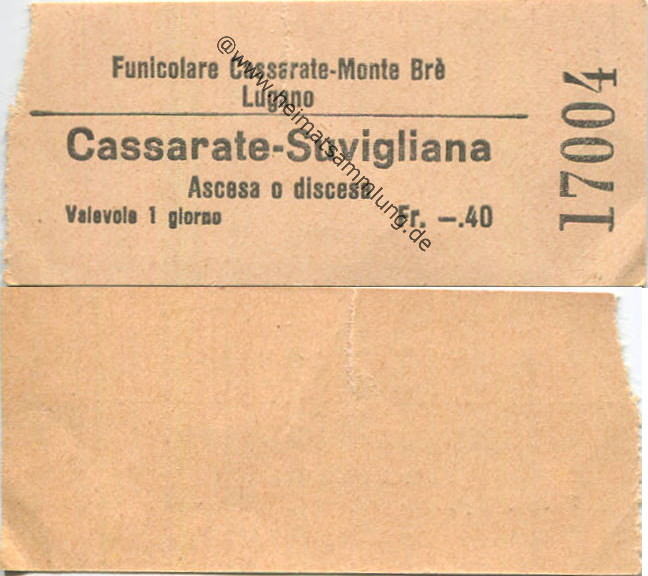 Funicolare Cassarate-Monte Brè
Lugano
Cassarate-Suvigliana
Ascesa o discesa
Valevole 1 giorno Fr. —.40
17004
@www.heimatsammlung.de